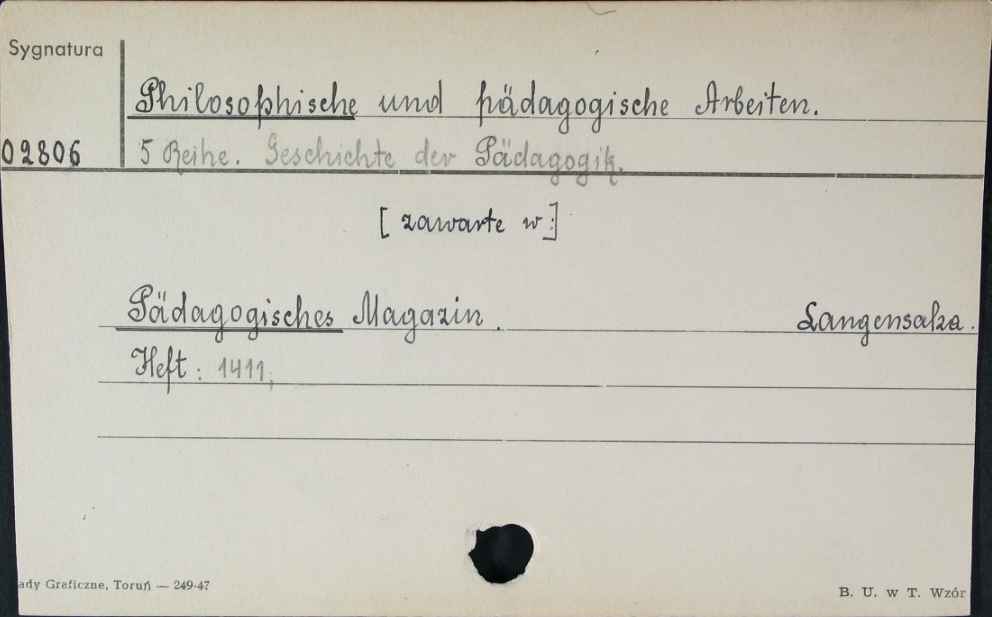 Sygnatura
Philosophische und pädagogische Arbeiten.
02806
5 Reihe. Geschichte der Pädagogik.
[zawarte w:]
Pädagogisches Magazin. Langensalza.
Heft: 1411;
ady Graficzne, Toruń — 249-47
B. U. w T. Wzór